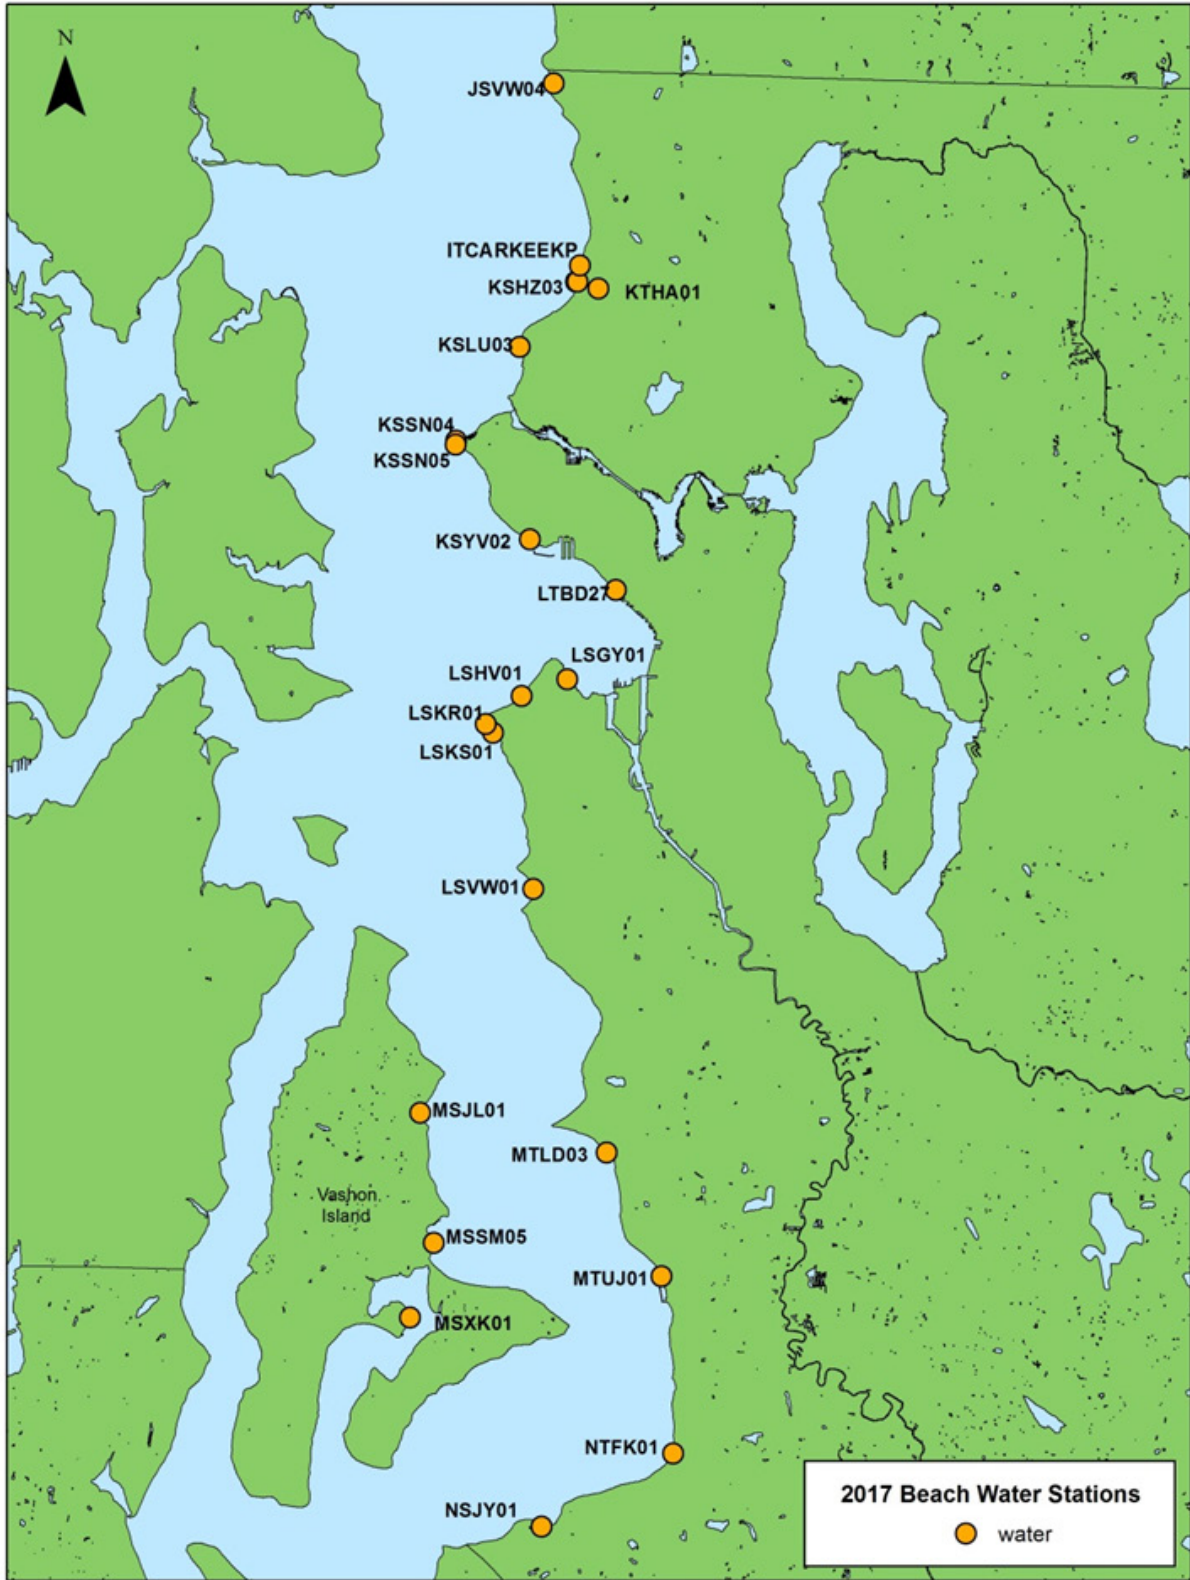 N
JSVW04
ITCARKEEKP
KSHZ03
KTHA01
KSLU03
KSSN04
KSSN05
KSYV02
LTBD27
LSGY01
LSHV01
LSKR01
LSKS01
LSVW01
MSJL01
MTLD03
Vashon
Island
MSSM05
MTUJ01
MSXK01
NTFK01
NSJY01
2017 Beach Water Stations
water